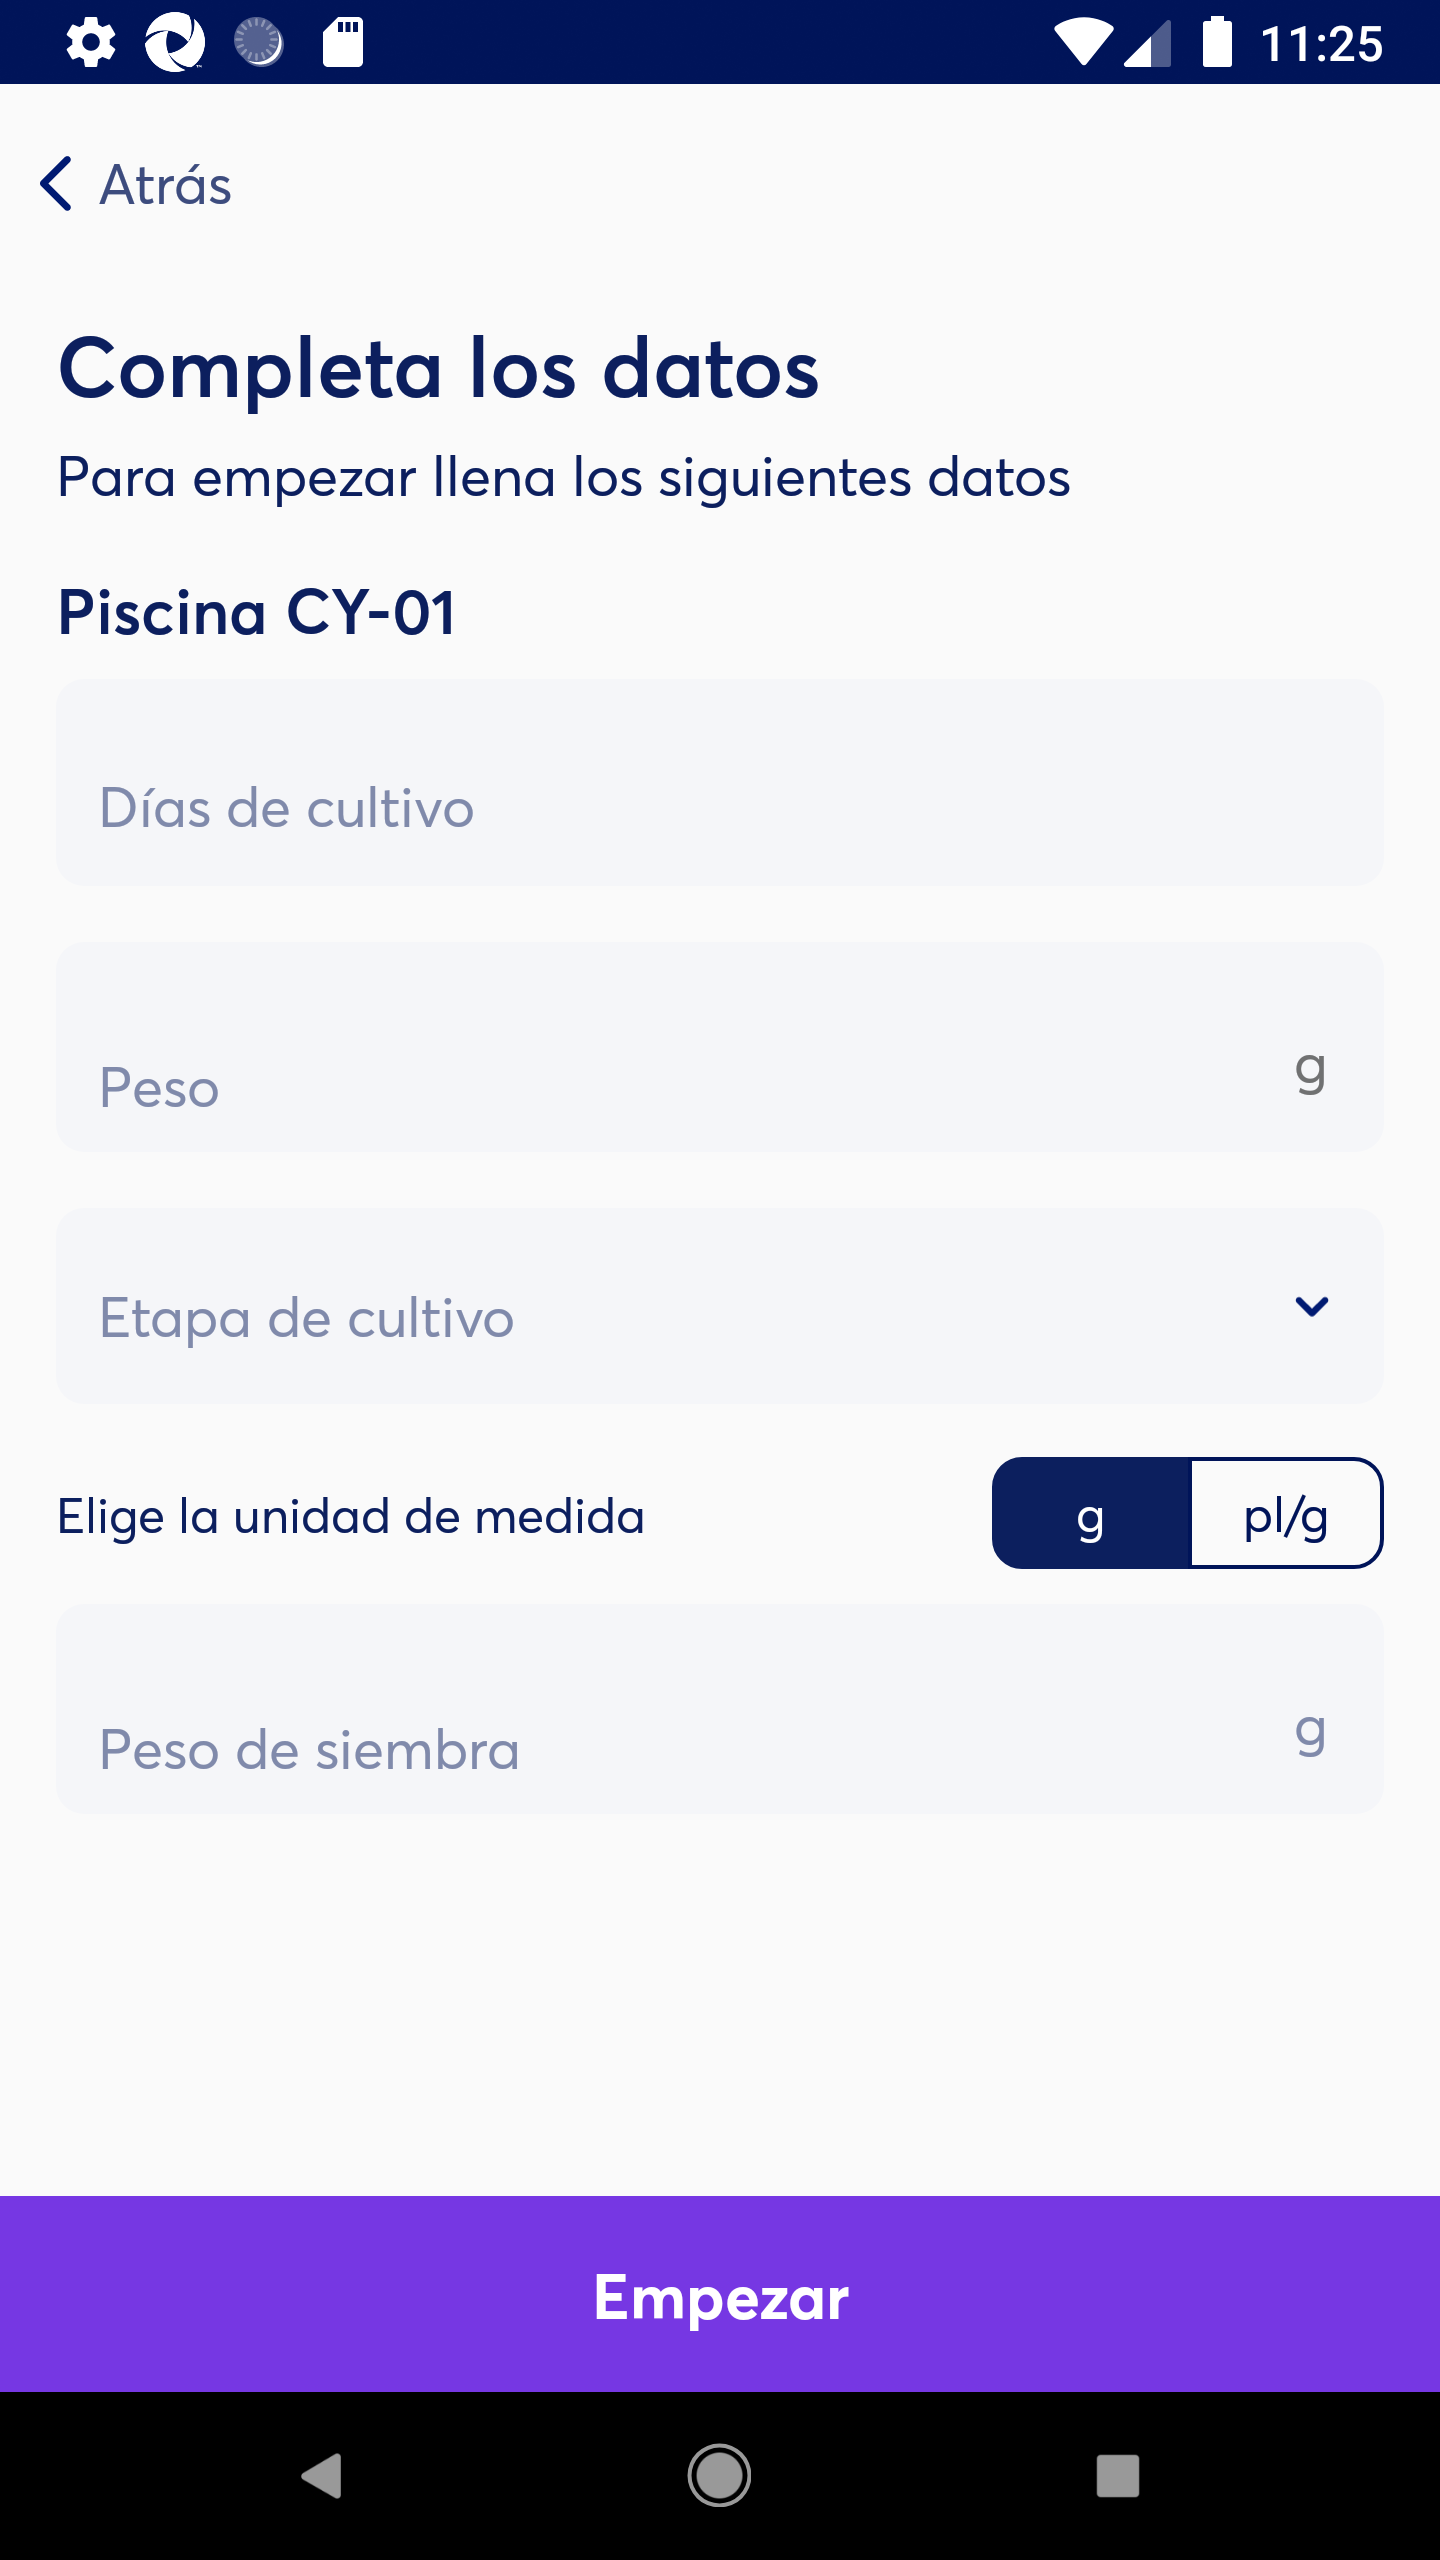 11:25
Atrás
Completa los datos
Para empezar llena los siguientes datos
Piscina CY-01
Días de cultivo
Peso g
Etapa de cultivo
Elige la unidad de medida g pl/g
Peso de siembra g
Empezar